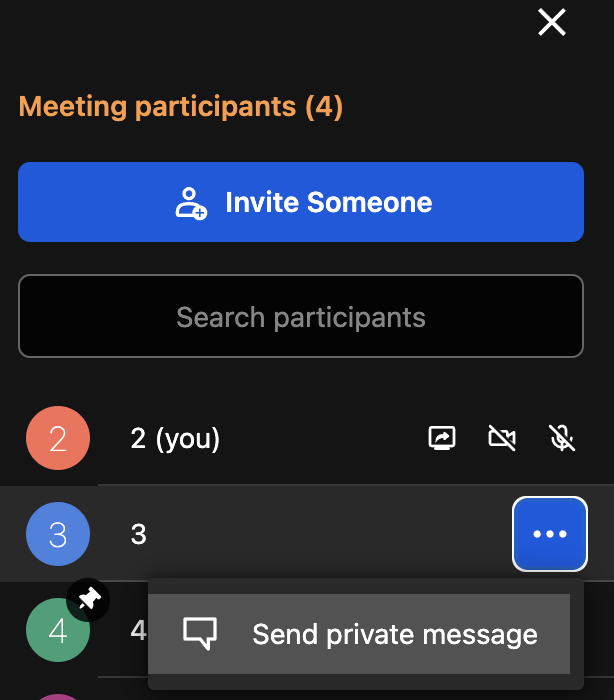 Meeting participants (4)
Invite Someone
Search participants
2 2 (you)
3 3
4 4
Send private message